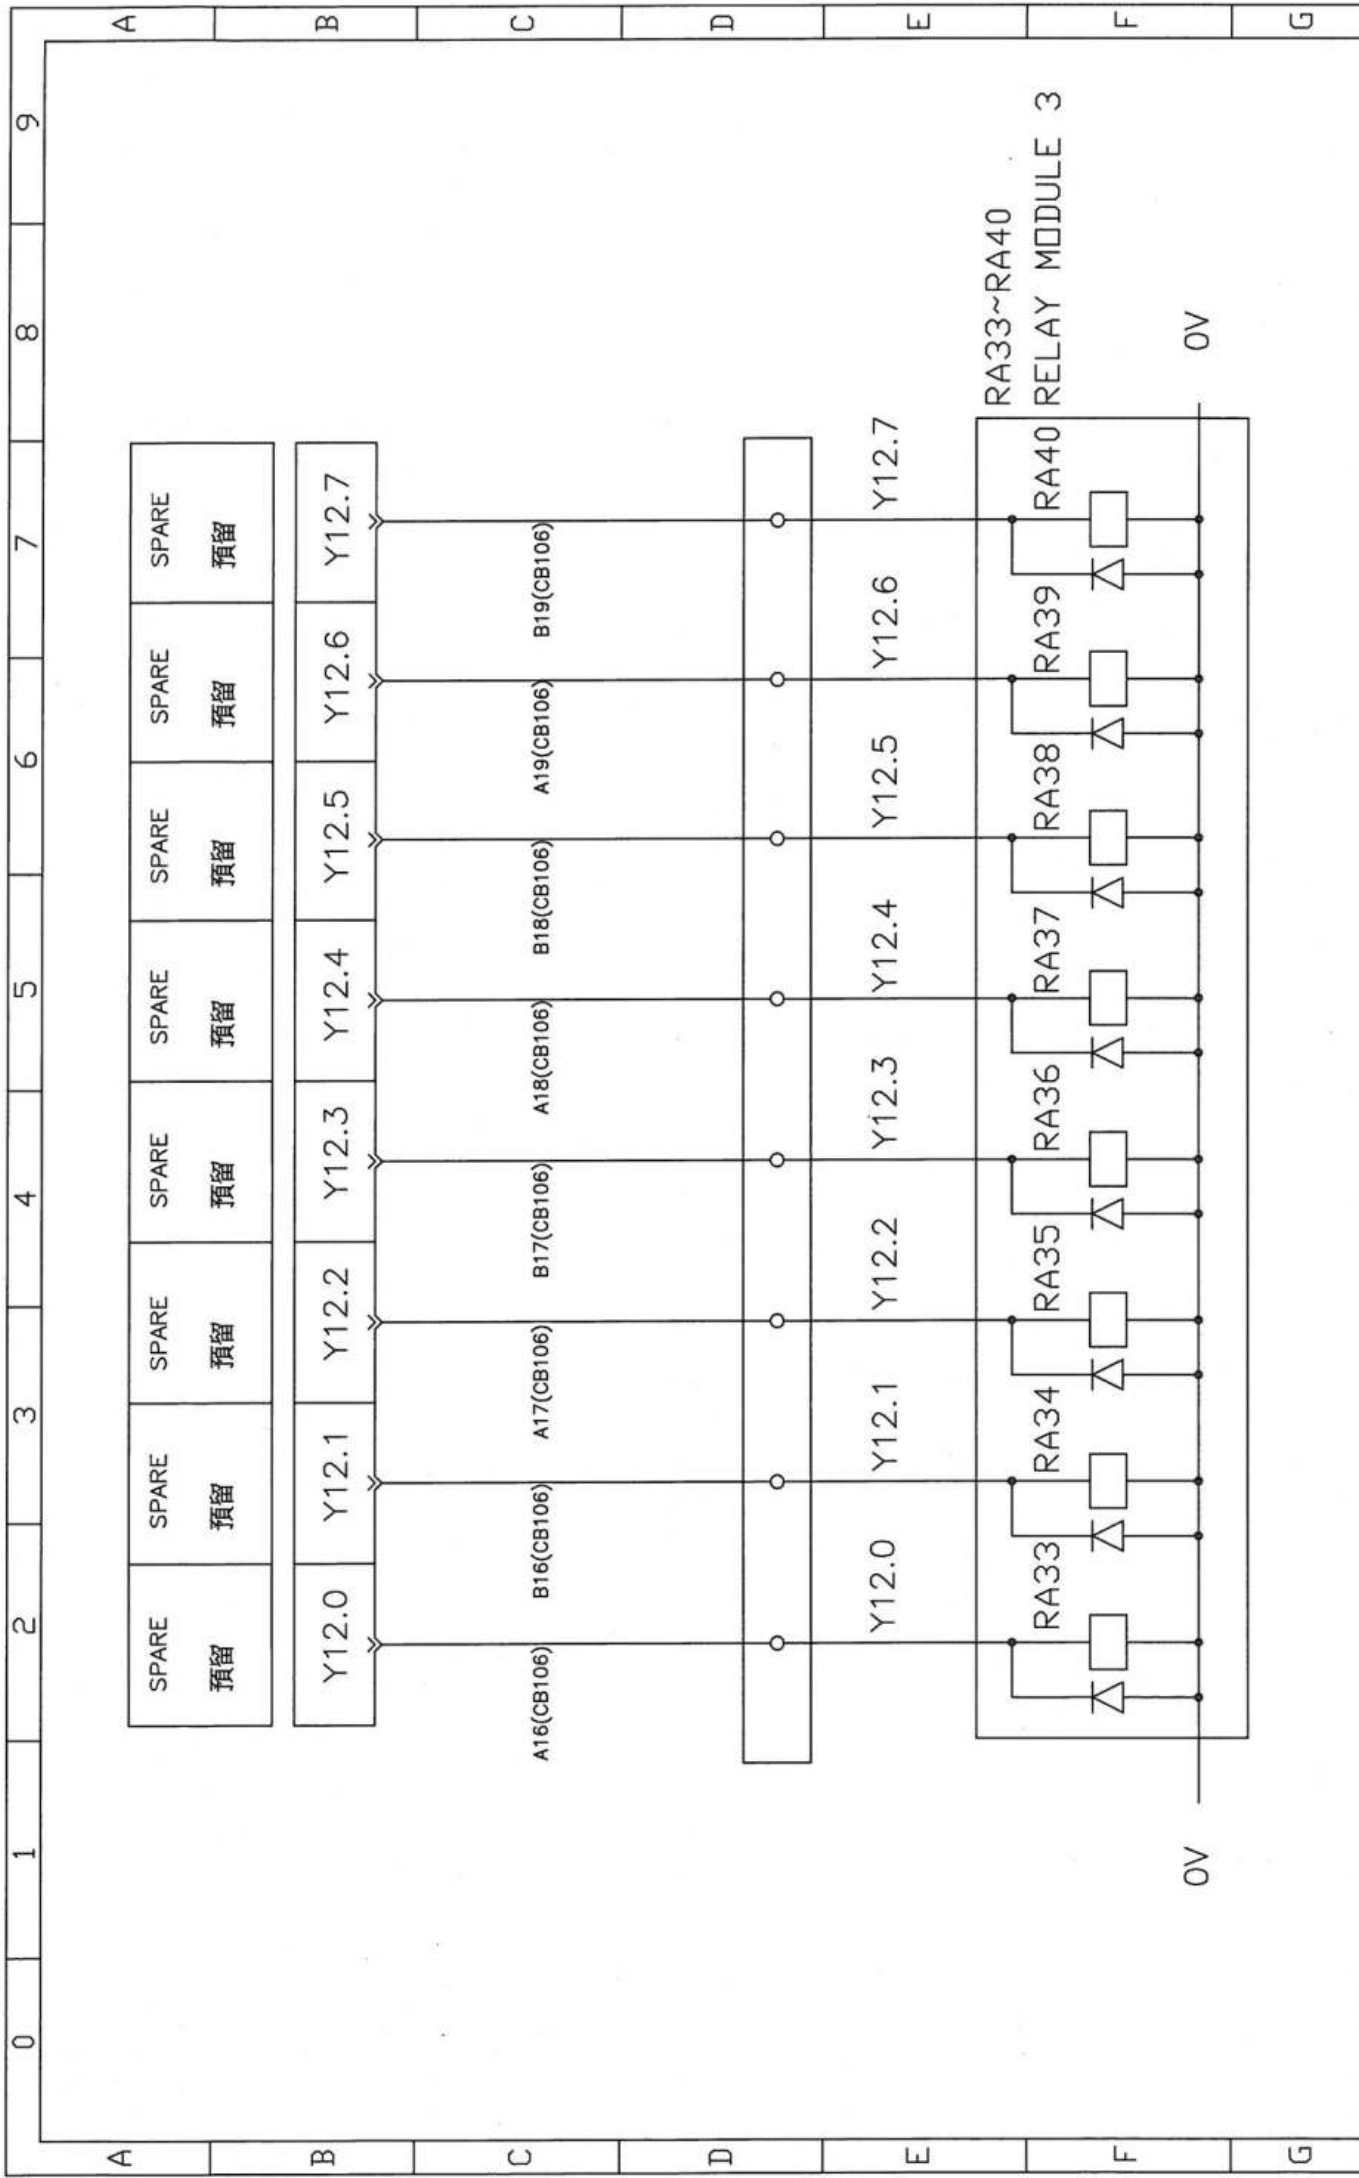 0 1 2 3 4 5 6 7 8 9
A A
SPARE SPARE SPARE SPARE SPARE SPARE SPARE SPARE
預留 預留 預留 預留 預留 預留 預留 預留
B B
Y12.0 Y12.1 Y12.2 Y12.3 Y12.4 Y12.5 Y12.6 Y12.7
C C
A16(CB106) B16(CB106) A17(CB106) B17(CB106) A18(CB106) B18(CB106) A19(CB106) B19(CB106)
D D
Y12.0 Y12.1 Y12.2 Y12.3 Y12.4 Y12.5 Y12.6 Y12.7
E E
RA33~RA40
RA33 RA34 RA35 RA36 RA37 RA38 RA39 RA40 RELAY MODULE 3
F F
0V 0V
G G